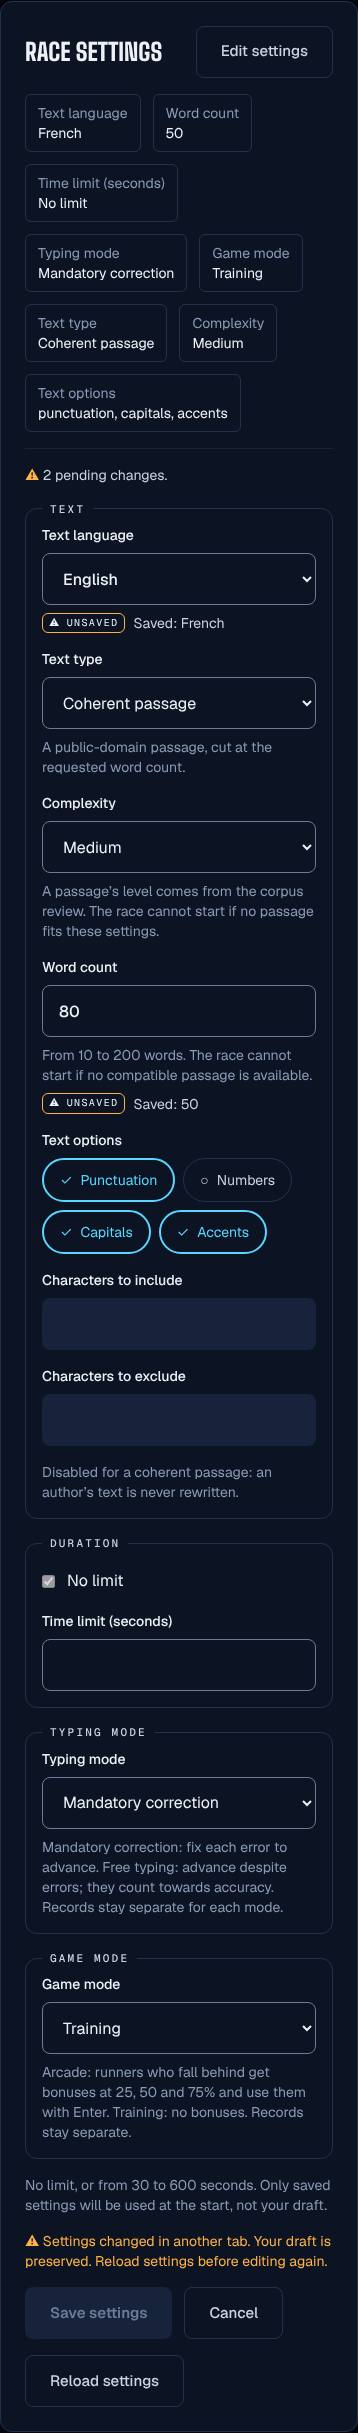 RACE SETTINGS
Edit settings
Text language
French
Word count
50
Time limit (seconds)
No limit
Typing mode
Mandatory correction
Game mode
Training
Text type
Coherent passage
Complexity
Medium
Text options
punctuation, capitals, accents
⚠ 2 pending changes.
TEXT
Text language
English
⚠ UNSAVED Saved: French
Text type
Coherent passage
A public-domain passage, cut at the
requested word count.
Complexity
Medium
A passage's level comes from the corpus
review. The race cannot start if no passage
fits these settings.
Word count
80
From 10 to 200 words. The race cannot
start if no compatible passage is available.
⚠ UNSAVED Saved: 50
Text options
✓ Punctuation
○ Numbers
✓ Capitals
✓ Accents
Characters to include
Characters to exclude
Disabled for a coherent passage: an
author's text is never rewritten.
DURATION
No limit
Time limit (seconds)
TYPING MODE
Typing mode
Mandatory correction
Mandatory correction: fix each error to
advance. Free typing: advance despite
errors; they count towards accuracy.
Records stay separate for each mode.
GAME MODE
Game mode
Training
Arcade: runners who fall behind get
bonuses at 25, 50 and 75% and use them
with Enter. Training: no bonuses. Records
stay separate.
No limit, or from 30 to 600 seconds. Only saved
settings will be used at the start, not your draft.
⚠ Settings changed in another tab. Your draft is
preserved. Reload settings before editing again.
Save settings
Cancel
Reload settings